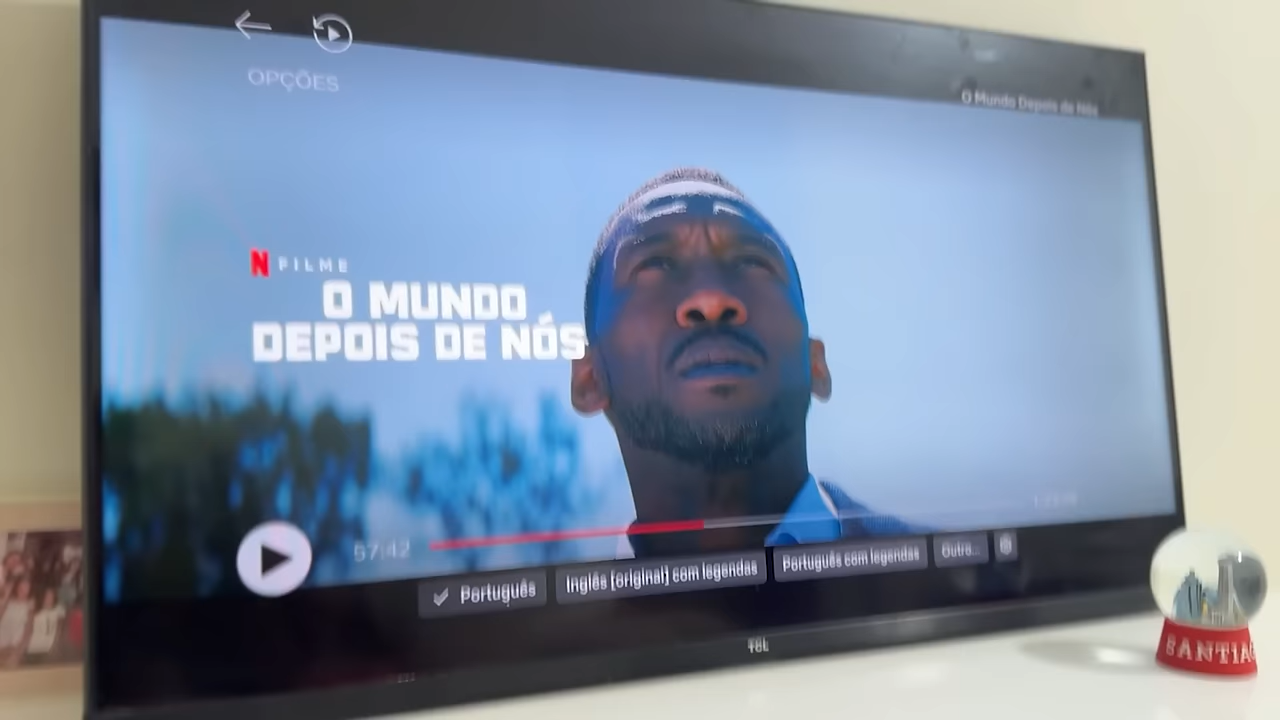 OPÇÕES
O Mundo Depois de Nós
N FILME
O MUNDO
DEPOIS DE NÓS
57:42
Português
Inglês [original] com legendas
Português com legendas
Outro...
TCL
SANTIAG